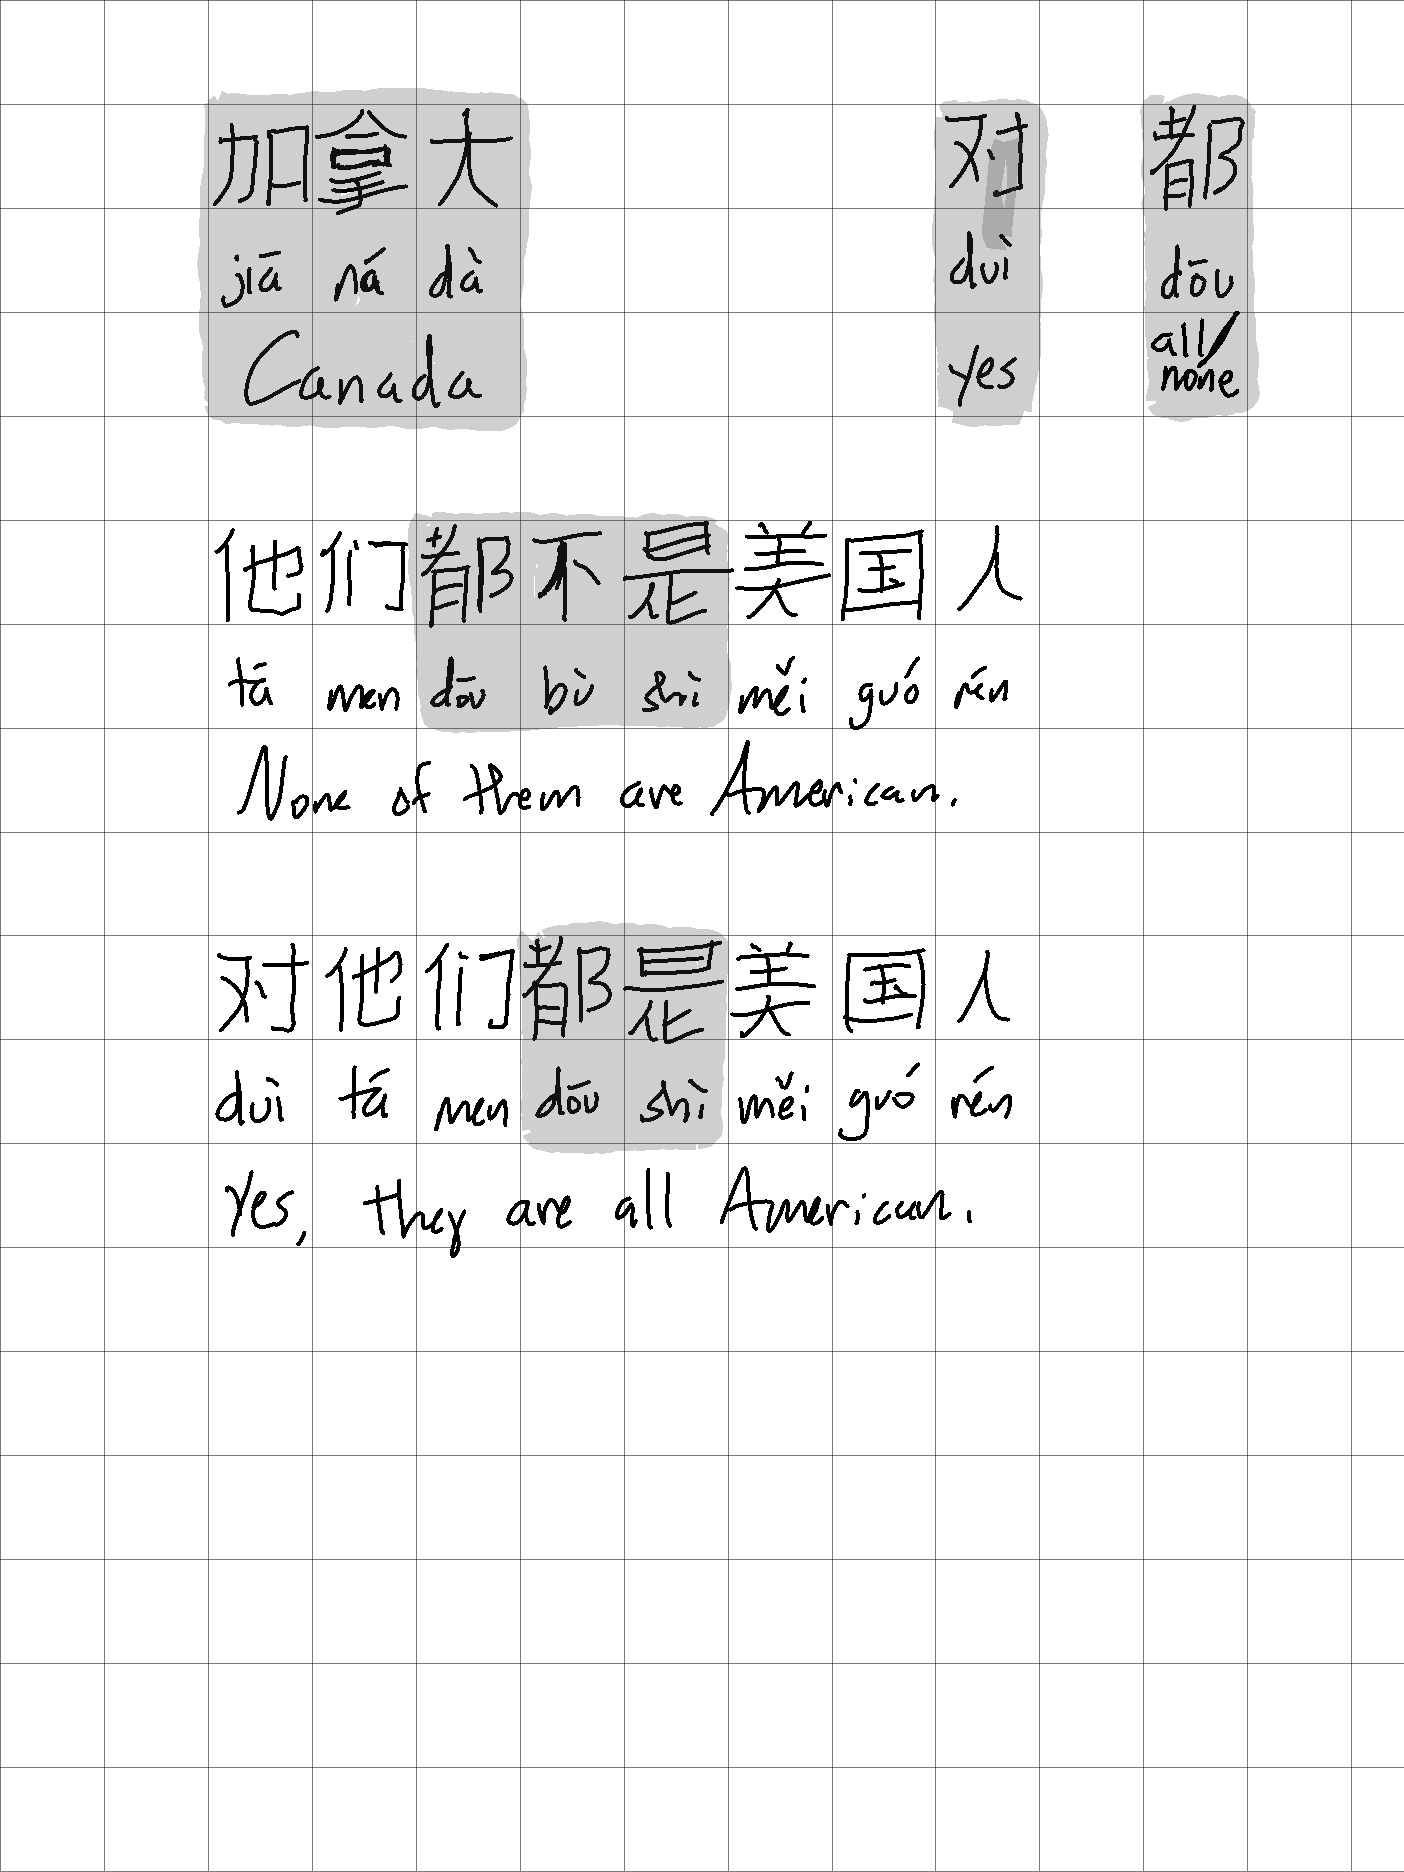 加拿大 对 都
jiā ná dà duì dōu
Canada yes all/
none
他们都不是美国人
tā men dōu bù shì měi guó rén
None of them are American.
对他们都是美国人
duì tā men dōu shì měi guó rén
Yes, they are all American.